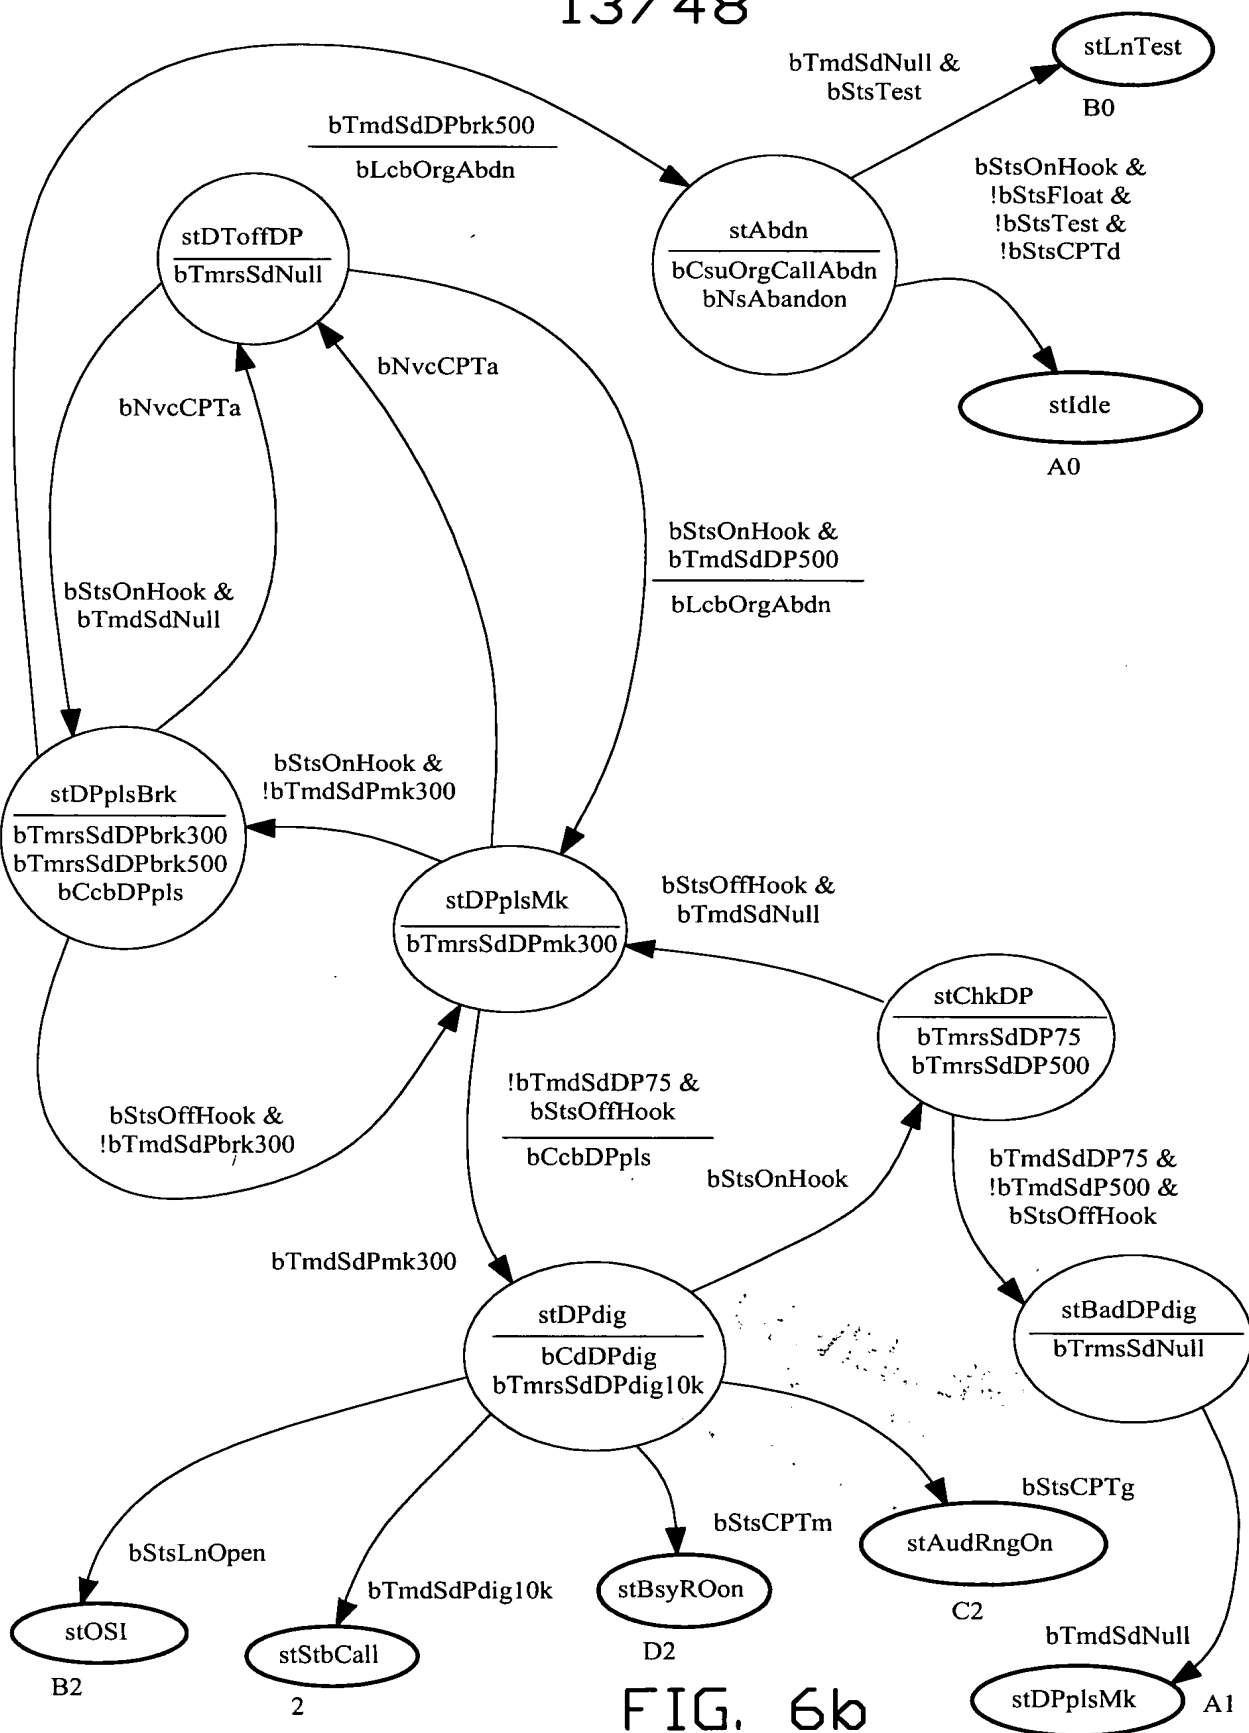 13/48
stLnTest
bTmdSdNull &
bStsTest
B0
bTmdSdDPbrk500
bLcbOrgAbdn
bStsOnHook &
!bStsFloat &
!bStsTest &
!bStsCPTd
stDToffDP
bTmrsSdNull
stAbdn
bCsuOrgCallAbdn
bNsAbandon
bNvcCPTa
bNvcCPTa
stIdle
A0
bStsOnHook &
bTmdSdDP500
bLcbOrgAbdn
bStsOnHook &
bTmdSdNull
bStsOnHook &
!bTmdSdPmk300
stDPplsBrk
bTmrsSdDPbrk300
bTmrsSdDPbrk500
bCcbDPpls
stDPplsMk
bTmrsSdDPmk300
bStsOffHook &
bTmdSdNull
stChkDP
bTmrsSdDP75
bTmrsSdDP500
!bTmdSdDP75 &
bStsOffHook
bCcbDPpls
bStsOffHook &
!bTmdSdPbrk300
bStsOnHook
bTmdSdDP75 &
!bTmdSdP500 &
bStsOffHook
bTmdSdPmk300
stDPdig
bCdDPdig
bTmrsSdDPdig10k
stBadDPdig
bTrmsSdNull
bStsCPTg
bStsCPTm
stAudRngOn
C2
bStsLnOpen
bTmdSdPdig10k
stBsyROon
D2
stOSI
B2
stStbCall
2
bTmdSdNull
stDPplsMk
A1
FIG. 6b